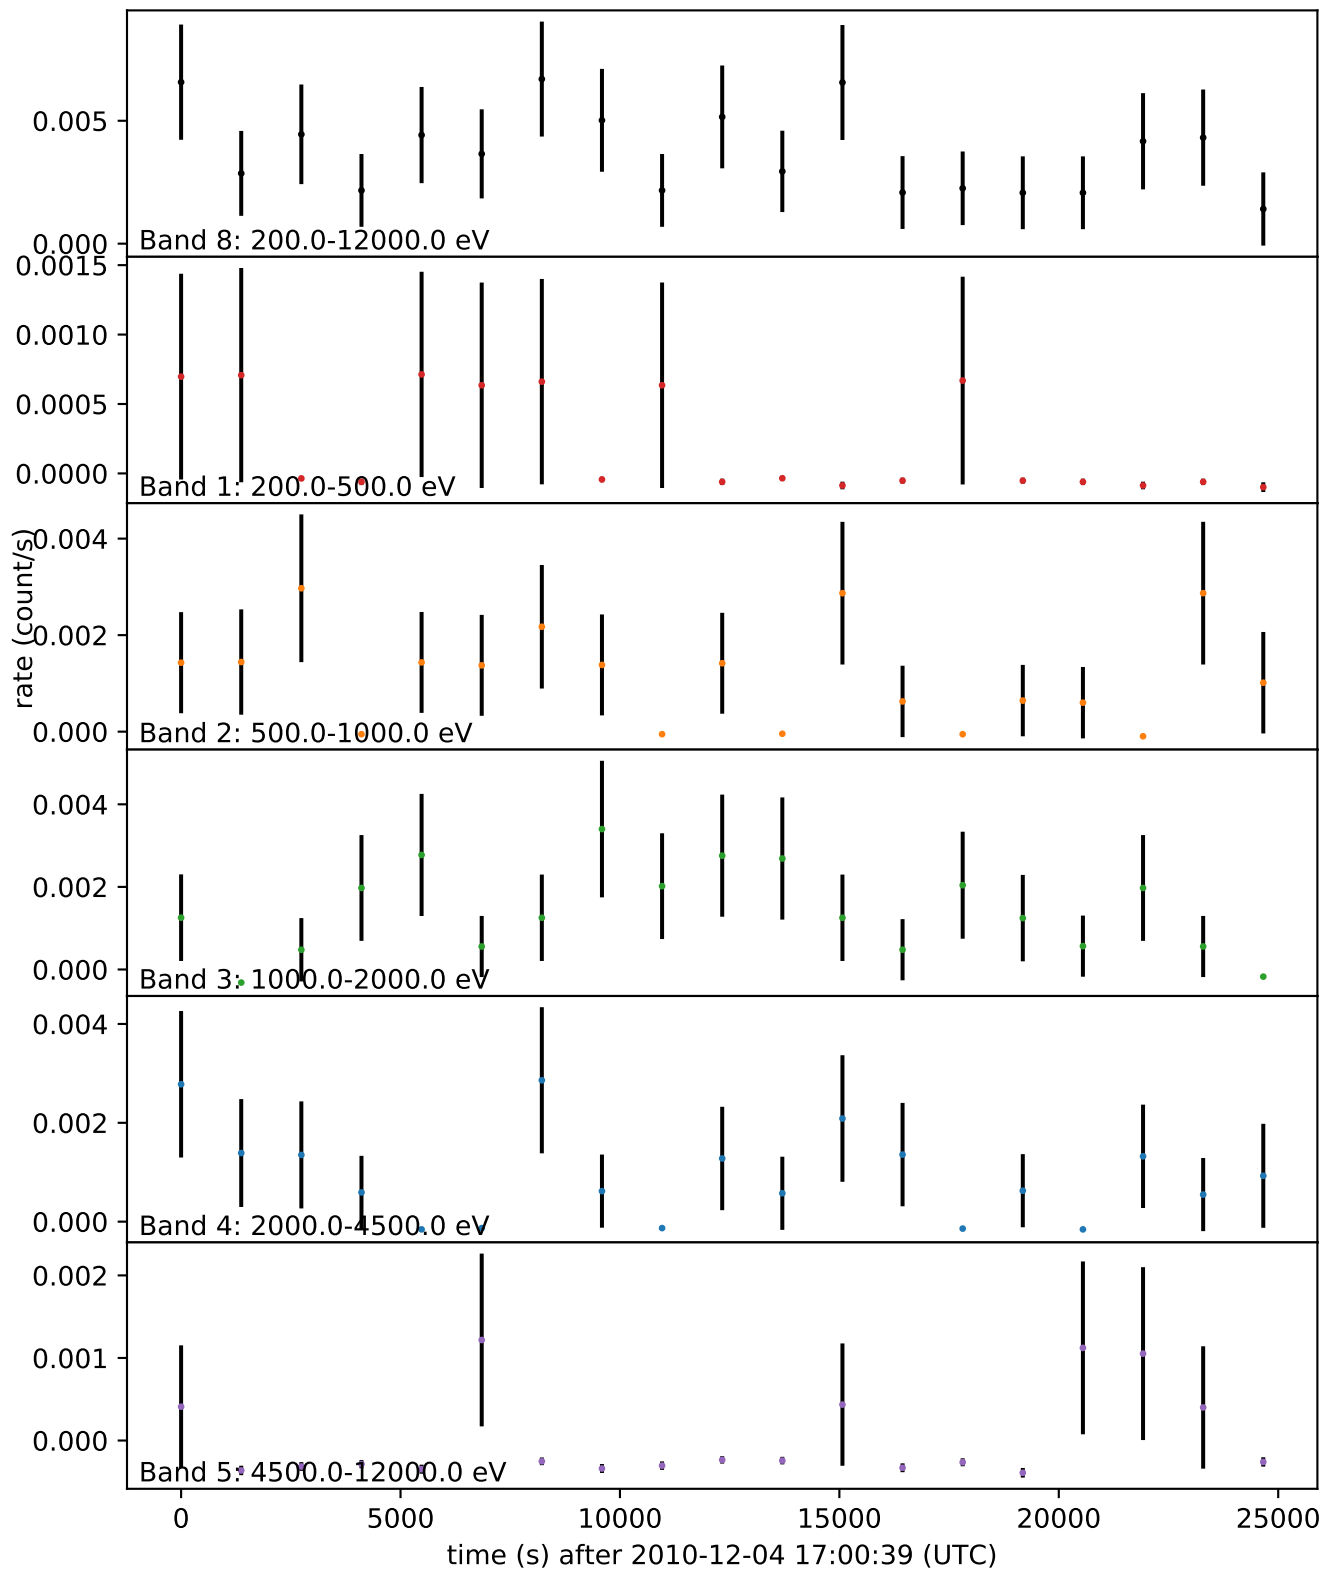 0.005
0.000
Band 8: 200.0-12000.0 eV
0.0015
0.0010
0.0005
0.0000
Band 1: 200.0-500.0 eV
rate (count/s)
0.004
0.002
0.000
Band 2: 500.0-1000.0 eV
0.004
0.002
0.000
Band 3: 1000.0-2000.0 eV
0.004
0.002
0.000
Band 4: 2000.0-4500.0 eV
0.002
0.001
0.000
Band 5: 4500.0-12000.0 eV
0 5000 10000 15000 20000 25000
time (s) after 2010-12-04 17:00:39 (UTC)